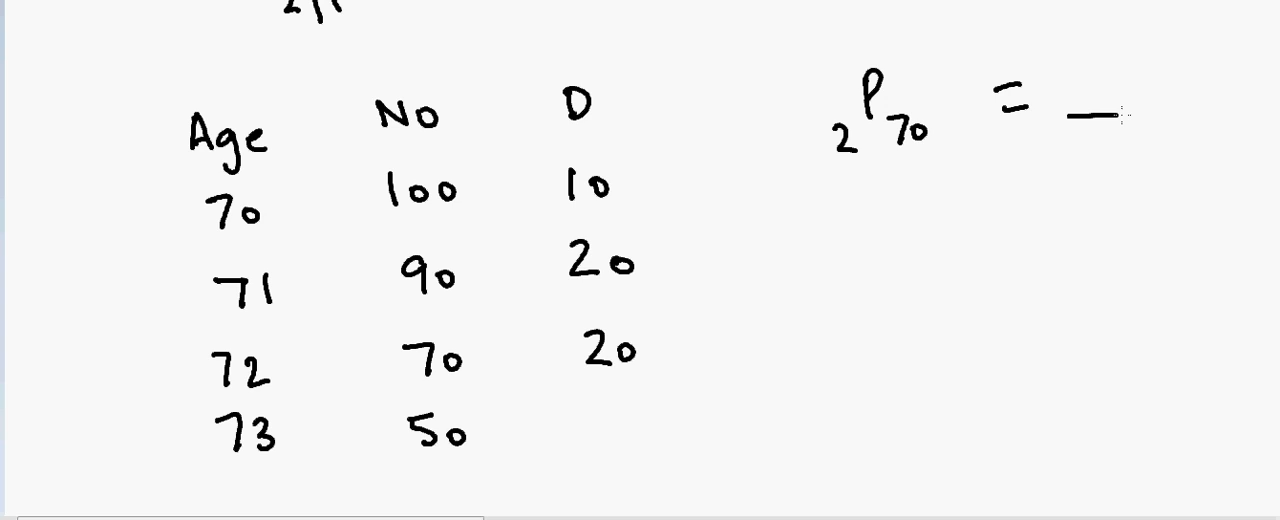 Age No D
70 100 10
71 90 20
72 70 20
73 50
₂P₇₀ = —